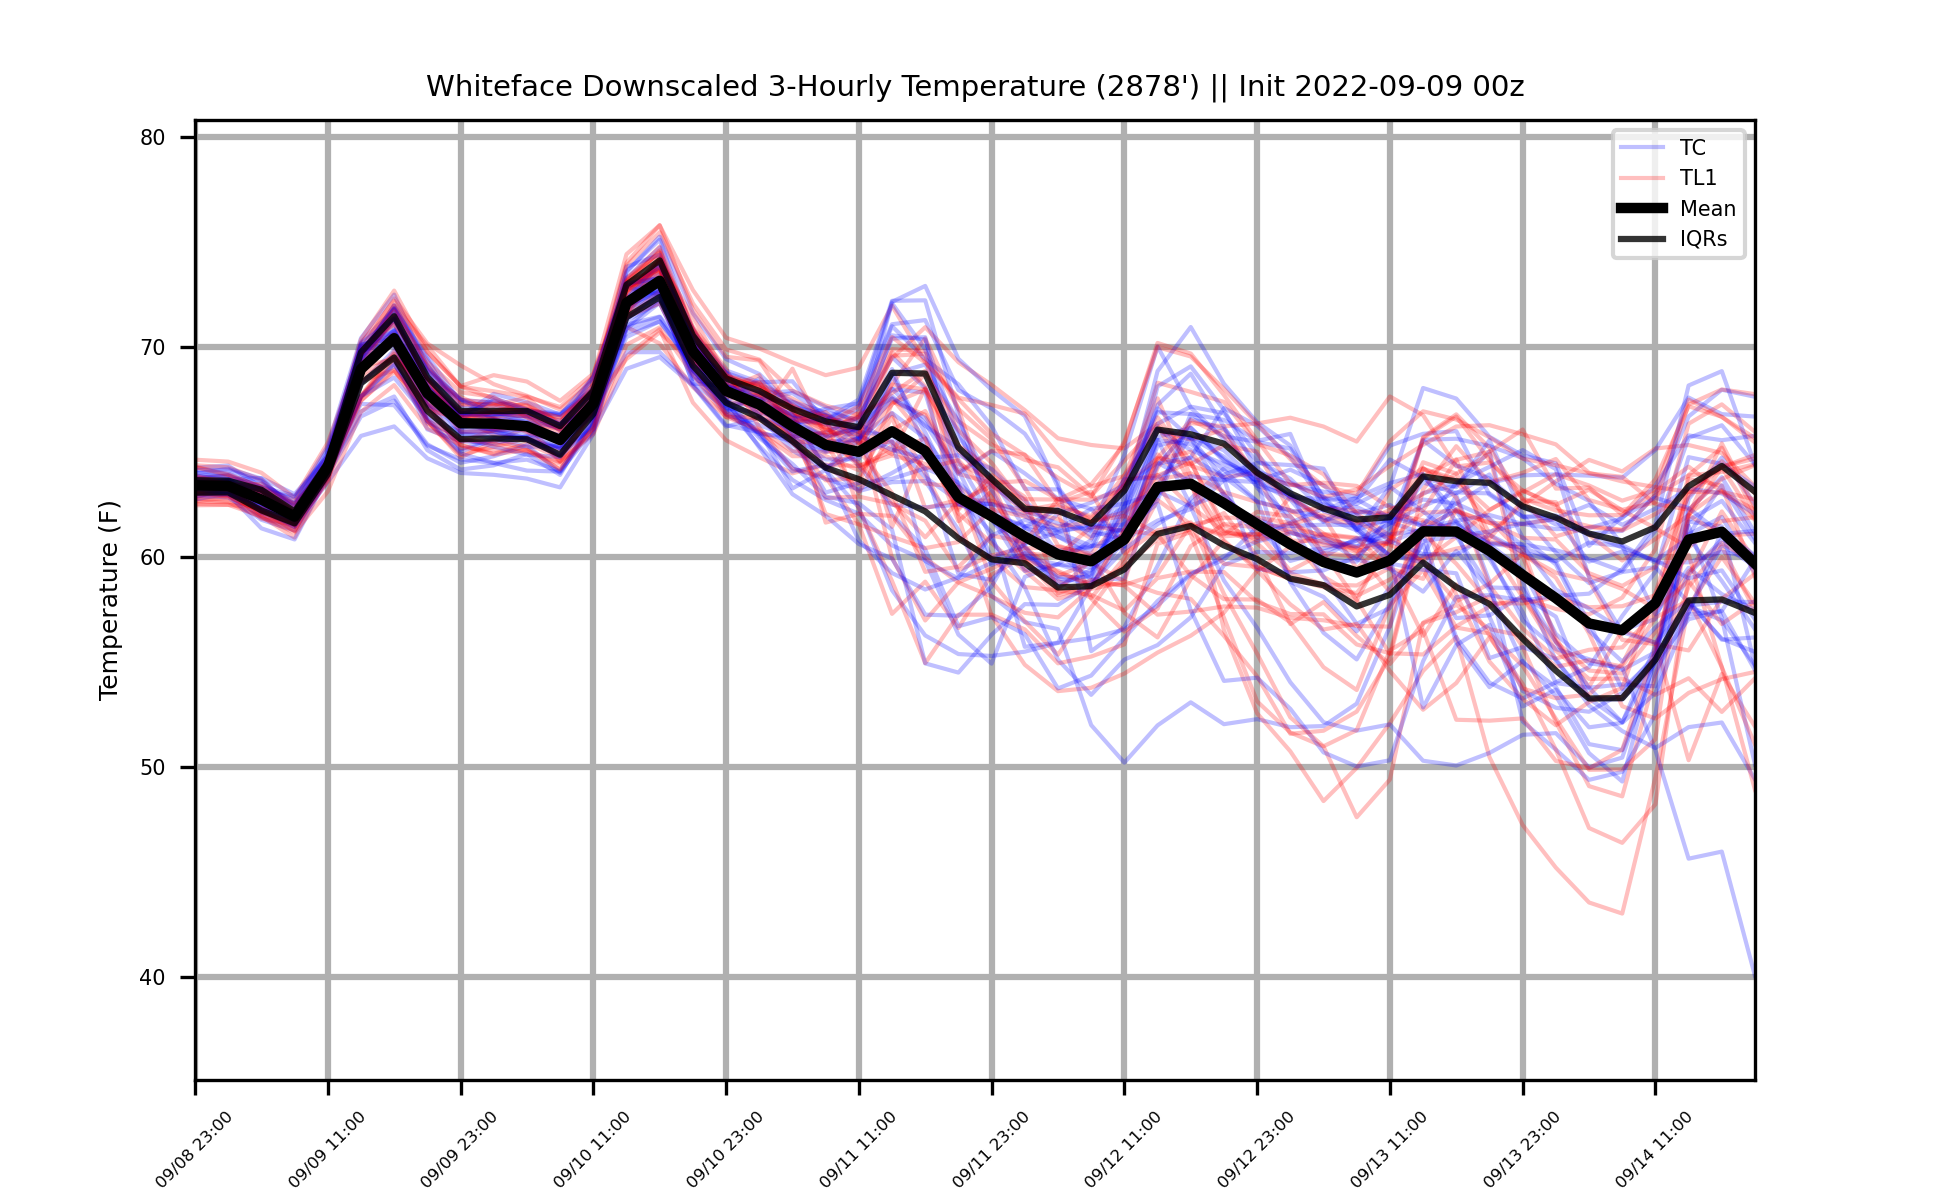 Whiteface Downscaled 3-Hourly Temperature (2878') || Init 2022-09-09 00z
TC
TL1
Mean
IQRs
Temperature (F)
80
70
60
50
40
09/08 23:00
09/09 11:00
09/09 23:00
09/10 11:00
09/10 23:00
09/11 11:00
09/11 23:00
09/12 11:00
09/12 23:00
09/13 11:00
09/13 23:00
09/14 11:00